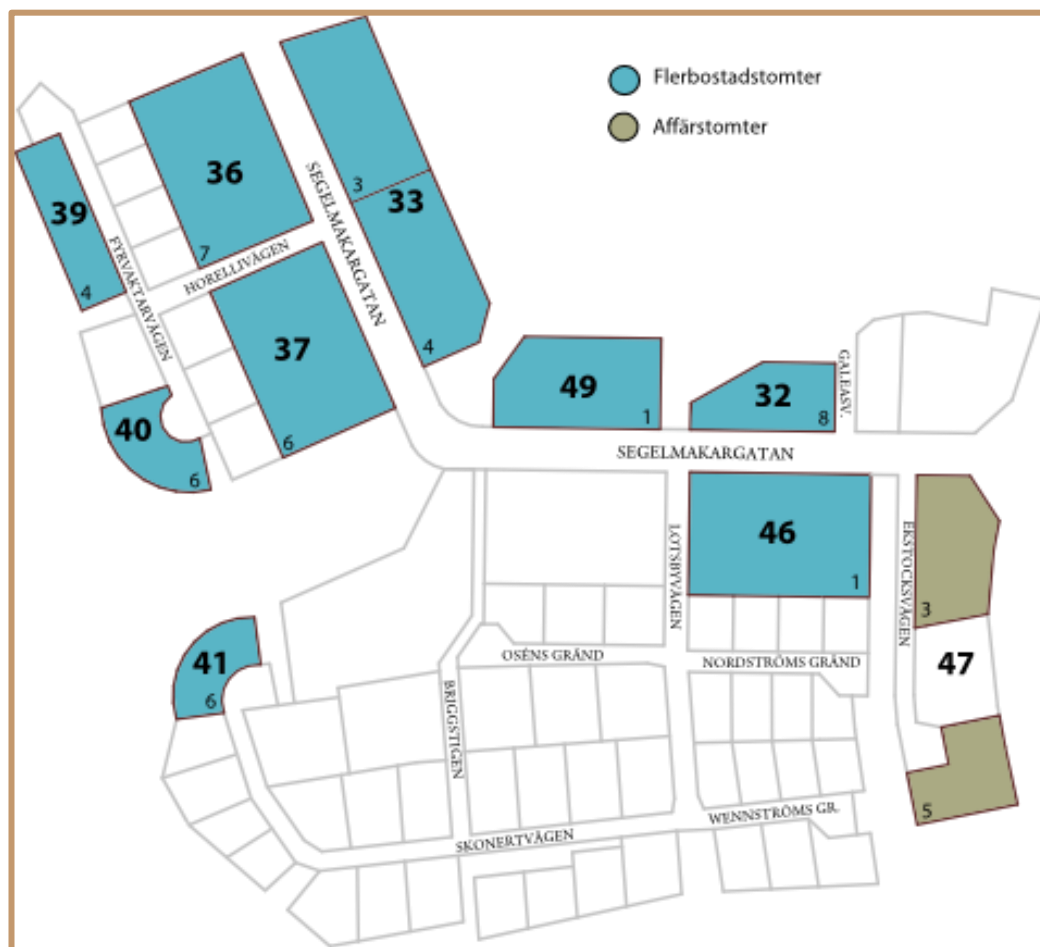 Flerbostadstomter
Affärstomter
36
7
3
33
4
SEGELMAKARGATAN
39
4
FYRVAKTARVÄGEN
HORELLIVÄGEN
37
6
40
6
49
1
32
8
GALEASV.
SEGELMAKARGATAN
LOTSBYVÄGEN
46
1
EKSTOCKSVÄGEN
3
47
5
OSÉNS GRÄND
NORDSTRÖMS GRÄND
41
6
BRIGGSTIGEN
WENNSTRÖMS GR.
SKONERTVÄGEN